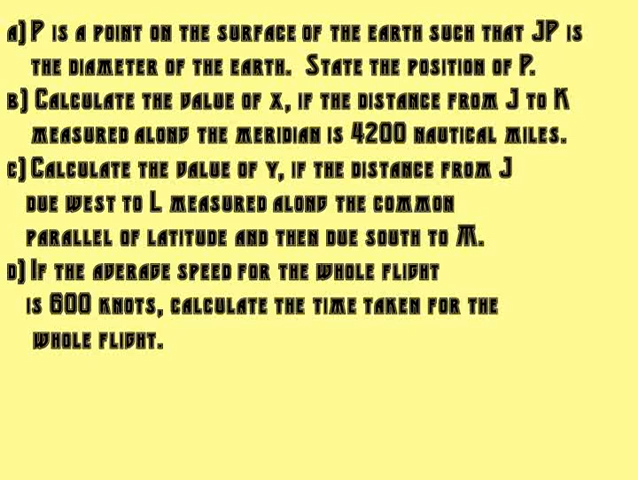 a) P is a point on the surface of the earth such that JP is
the diameter of the earth. State the position of P.
b) Calculate the value of x, if the distance from J to K
measured along the meridian is 4200 nautical miles.
c) Calculate the value of y, if the distance from J
due west to L measured along the common
parallel of latitude and then due south to M.
d) If the average speed for the whole flight
is 600 knots, calculate the time taken for the
whole flight.